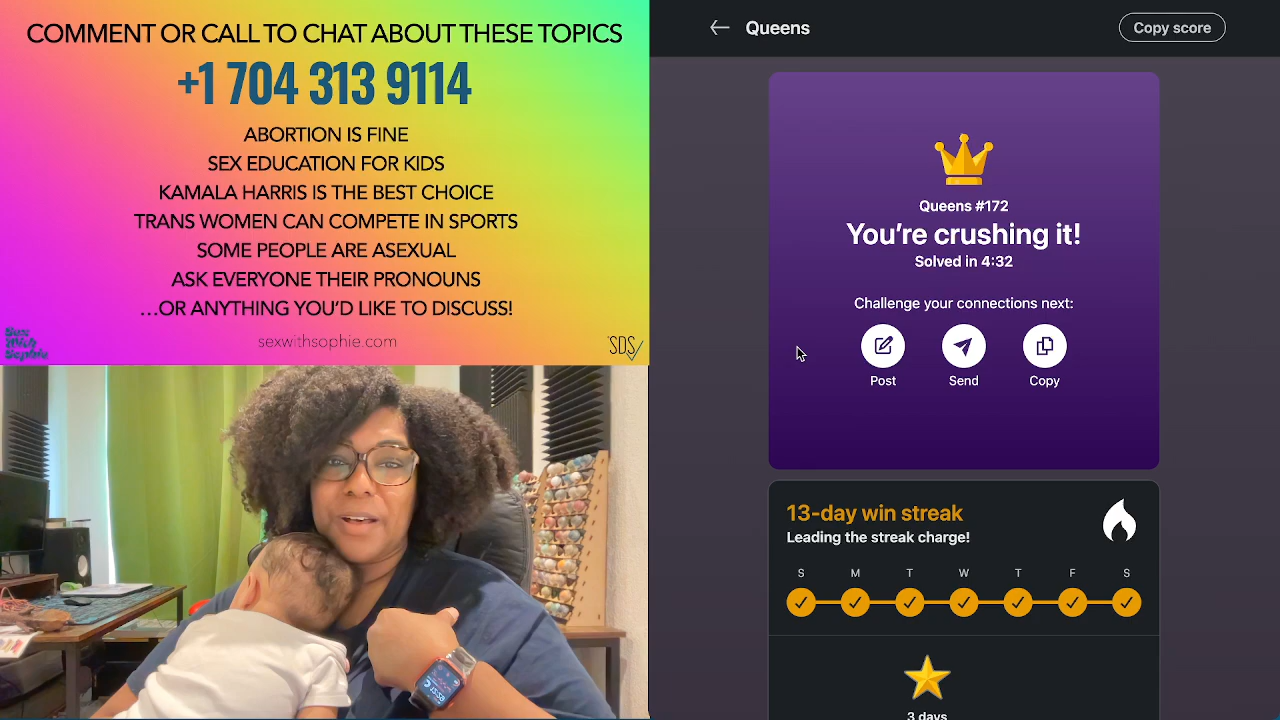 COMMENT OR CALL TO CHAT ABOUT THESE TOPICS
+1 704 313 9114
ABORTION IS FINE
SEX EDUCATION FOR KIDS
KAMALA HARRIS IS THE BEST CHOICE
TRANS WOMEN CAN COMPETE IN SPORTS
SOME PEOPLE ARE ASEXUAL
ASK EVERYONE THEIR PRONOUNS
...OR ANYTHING YOU'D LIKE TO DISCUSS!
Sex
With
Sophie
sexwithsophie.com
SDS
Queens
Copy score
Queens #172
You're crushing it!
Solved in 4:32
Challenge your connections next:
Post
Send
Copy
13-day win streak
Leading the streak charge!
S M T W T F S
3 days